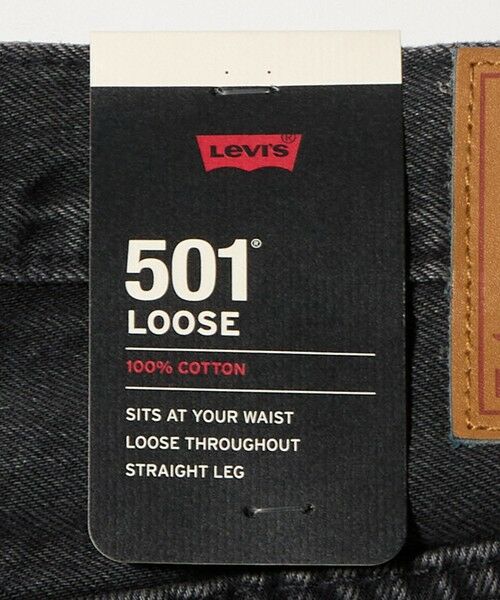 Levi's®
501®
LOOSE
100% COTTON
SITS AT YOUR WAIST
LOOSE THROUGHOUT
STRAIGHT LEG